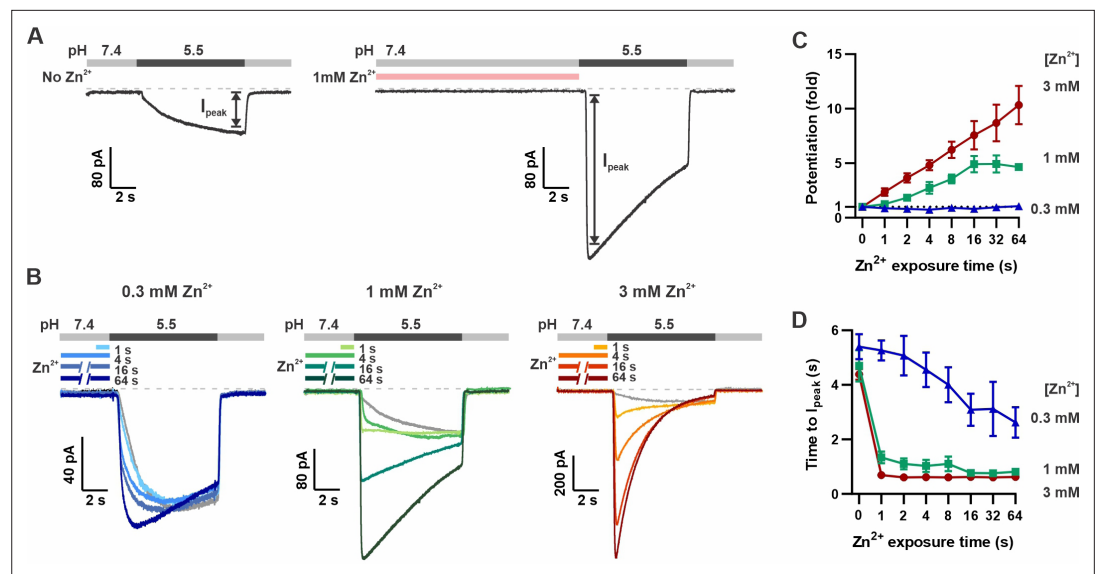 A
pH 7.4 5.5
No Zn²⁺
I peak
80 pA
2 s
pH 7.4 5.5
1mM Zn²⁺
I peak
80 pA
2 s
B
0.3 mM Zn²⁺
pH 7.4 5.5
Zn²⁺
1 s
4 s
16 s
64 s
40 pA
2 s
1 mM Zn²⁺
pH 7.4 5.5
Zn²⁺
1 s
4 s
16 s
64 s
80 pA
2 s
3 mM Zn²⁺
pH 7.4 5.5
Zn²⁺
1 s
4 s
16 s
64 s
200 pA
2 s
C
Potentiation (fold)
15
10
5
1
0
0 1 2 4 8 16 32 64
Zn²⁺ exposure time (s)
[Zn²⁺]
3 mM
1 mM
0.3 mM
D
Time to I peak (s)
6
4
2
0
0 1 2 4 8 16 32 64
Zn²⁺ exposure time (s)
[Zn²⁺]
0.3 mM
1 mM
3 mM